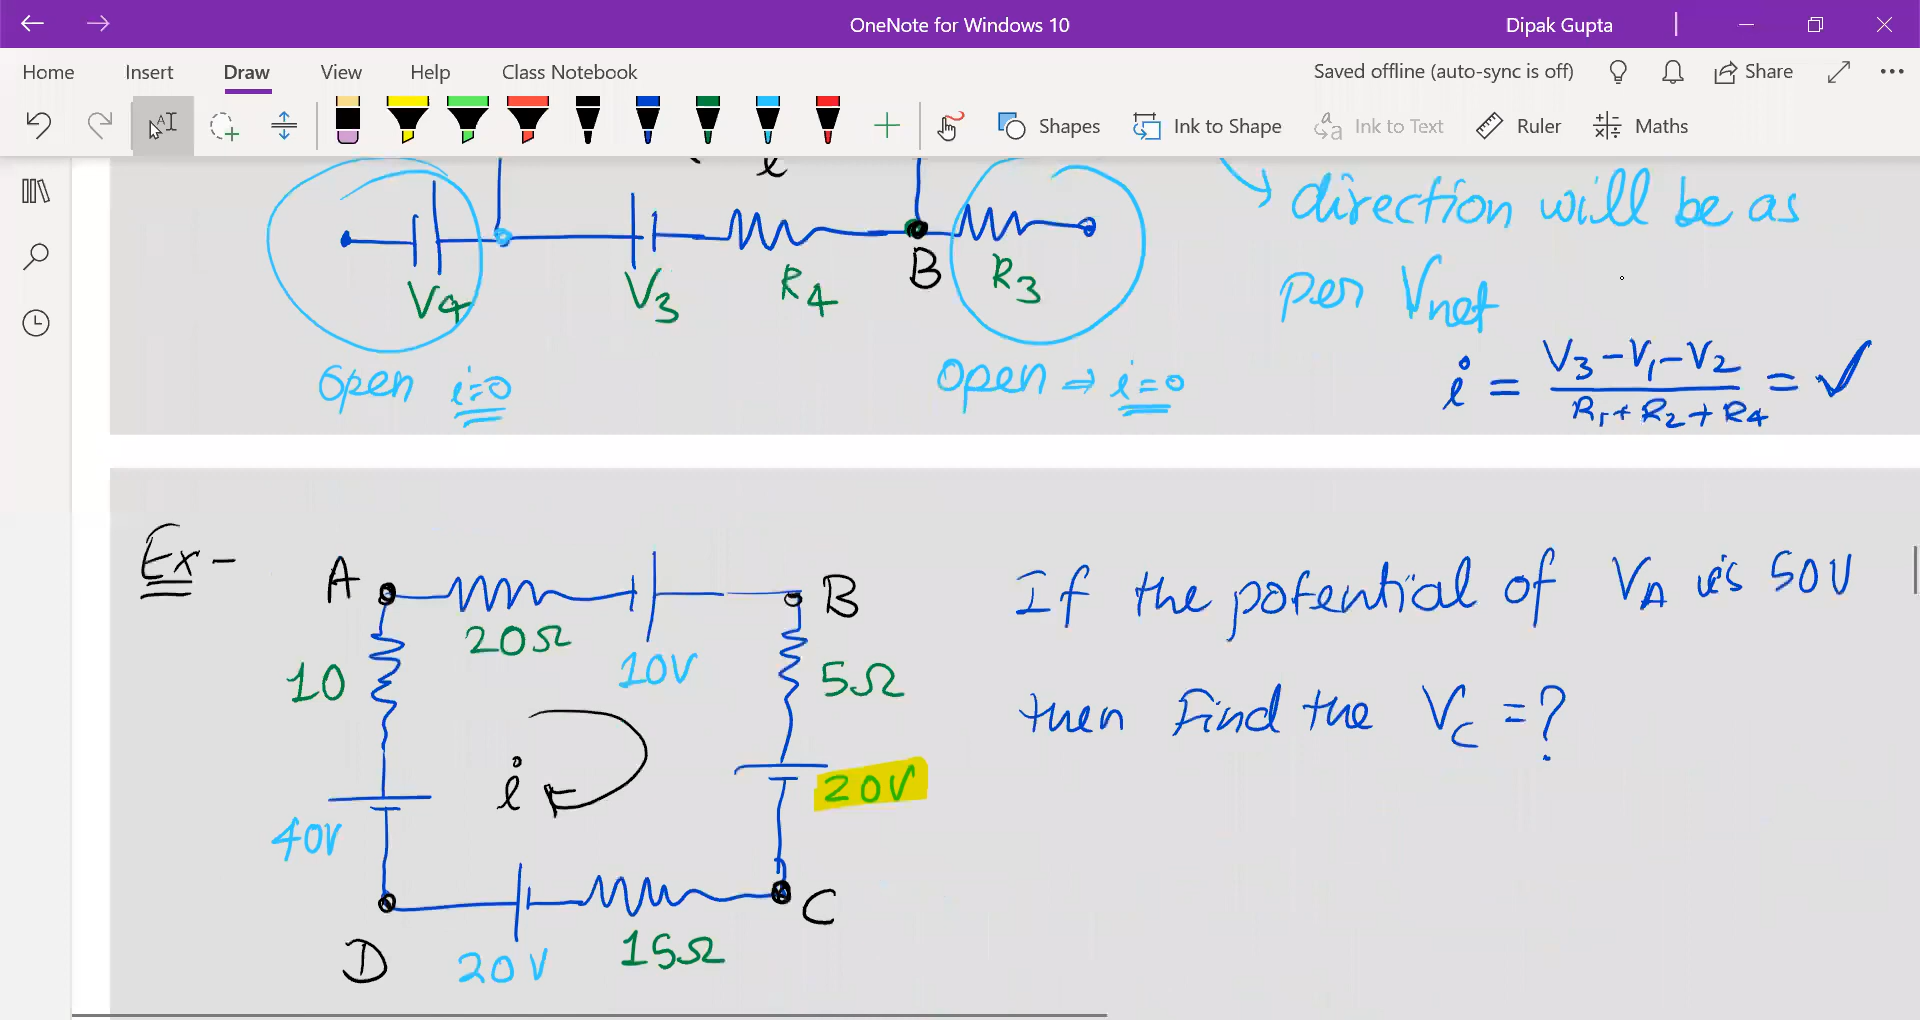 OneNote for Windows 10
Dipak Gupta
Home Insert Draw View Help Class Notebook
Saved offline (auto-sync is off) Share
Shapes Ink to Shape Ink to Text Ruler Maths
i
direction will be as
V4 V3 R4 B R3
per Vnet
Open i=0
Open ⇒ i=0
i = V3-V1-V2 / R1+R2+R4 = ✓
Ex-
A 20Ω 10V B
If the potential of VA is 50V
10 5Ω
then find the VC = ?
i
20V
40V
C
D 20V 15Ω